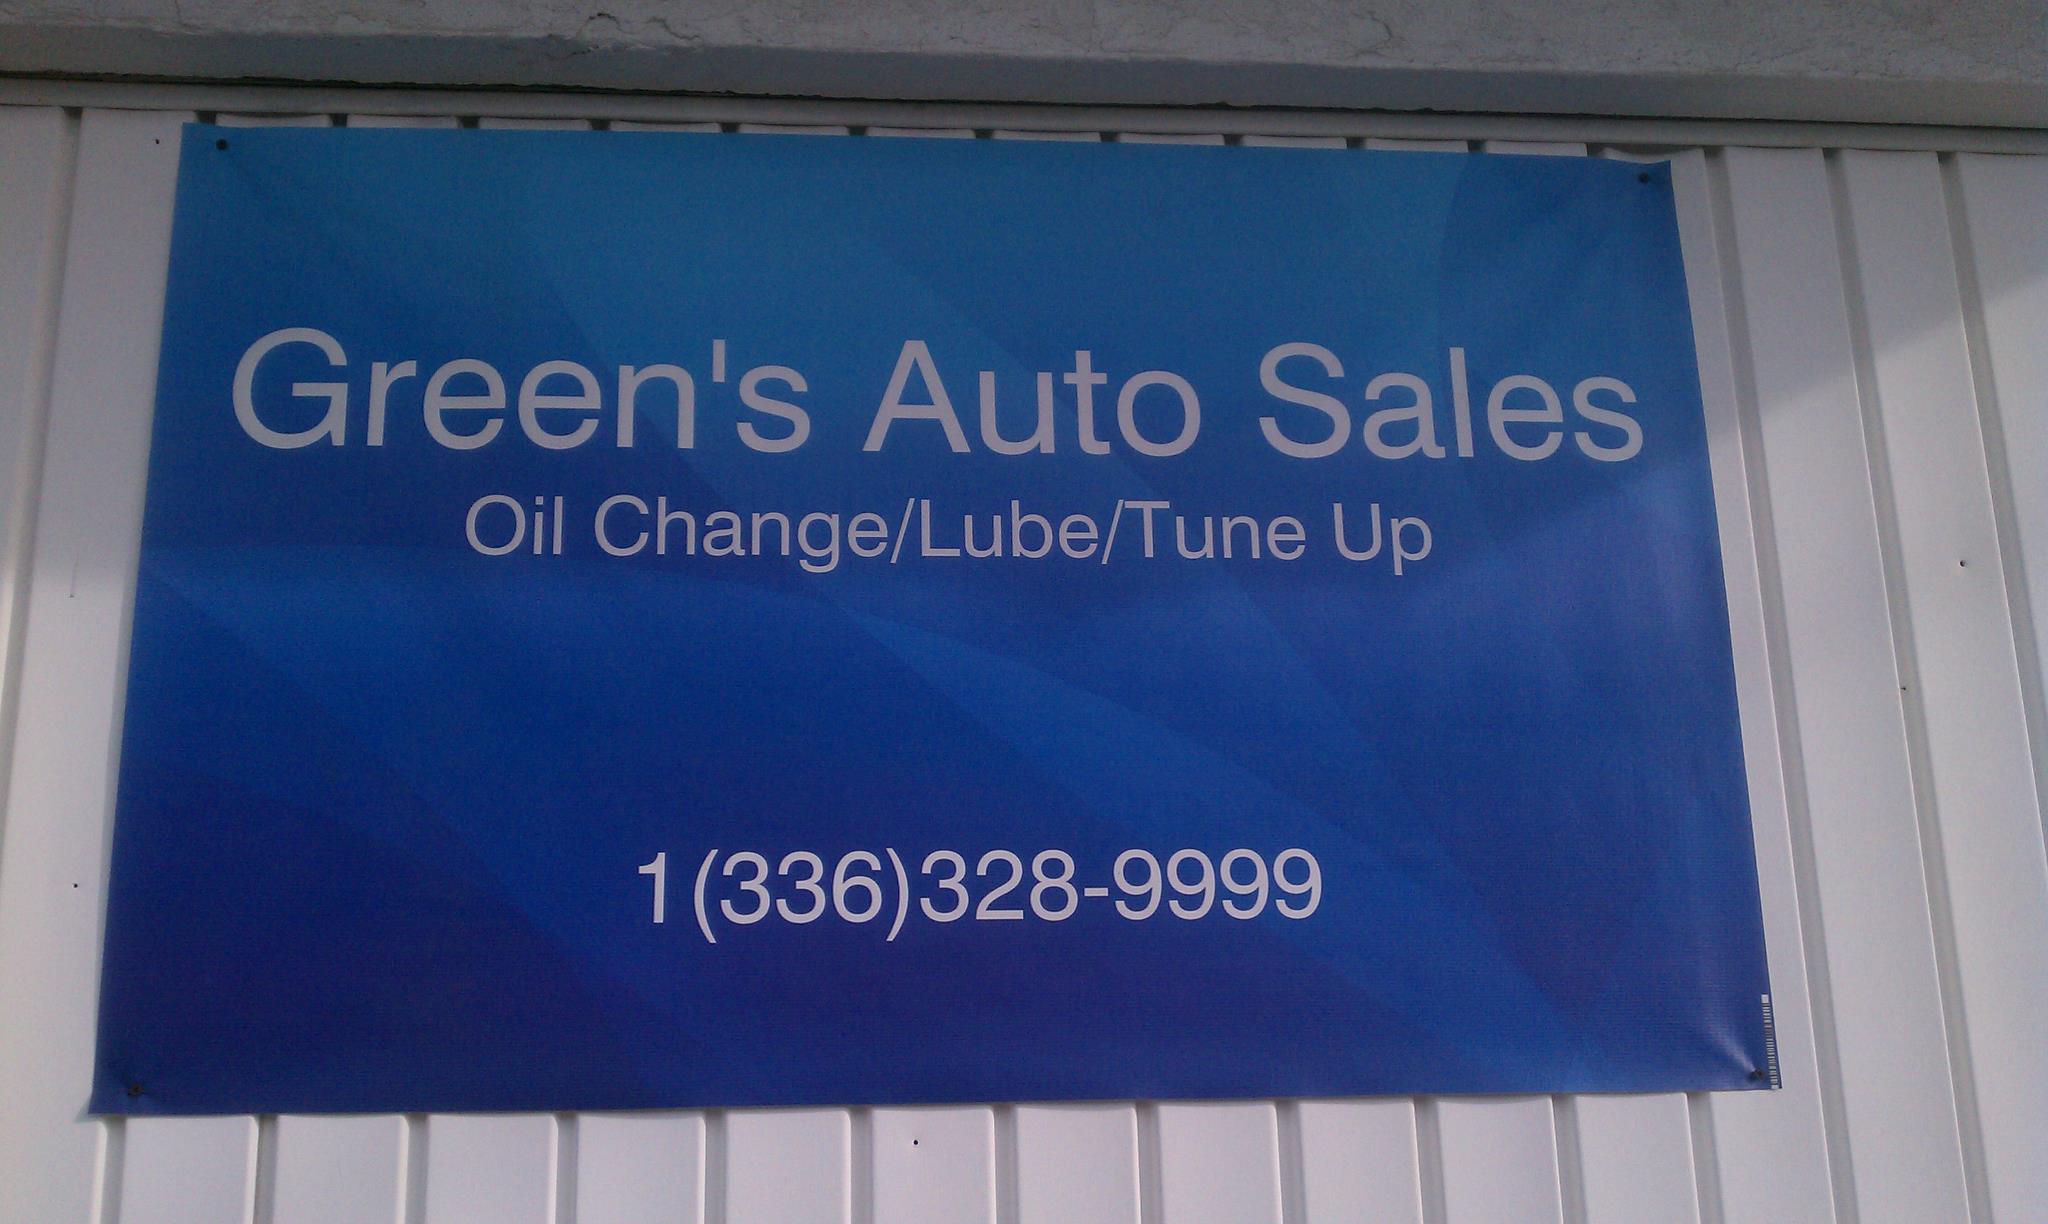 Green's Auto Sales
Oil Change/Lube/Tune Up
1(336)328-9999